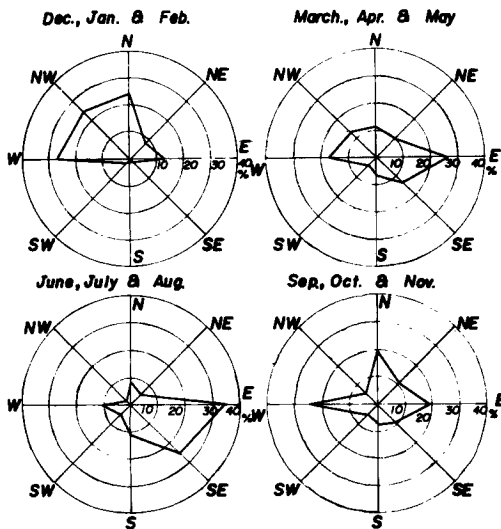 Dec., Jan. & Feb.
N
NW
NE
W
E
10 20 30 40
%
SW
SE
S
March., Apr. & May
N
NW
NE
W
E
10 20 30 40
%
SW
SE
S
June, July & Aug.
N
NW
NE
W
E
10 20 30 40
%
SW
SE
S
Sep., Oct. & Nov.
N
NW
NE
W
E
10 20 30 40
%
SW
SE
S